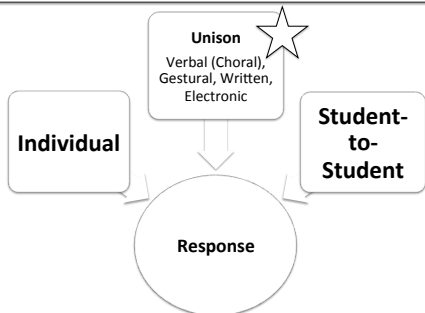 Unison
Verbal (Choral),
Gestural, Written,
Electronic
Individual
Student-
to-
Student
Response